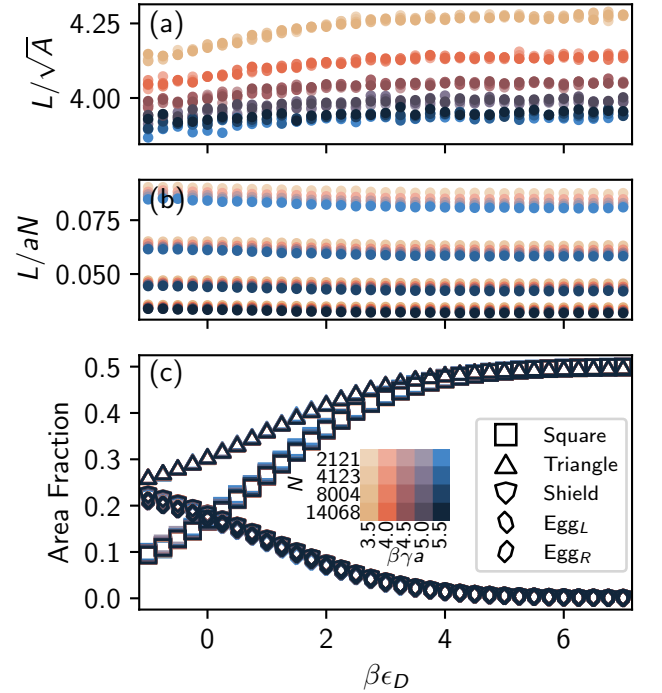 (a)
4.25
4.00
L/√A
(b)
0.075
0.050
L/aN
(c)
0.5
0.4
0.3
0.2
0.1
0.0
Area Fraction
Square
Triangle
Shield
Egg_L
Egg_R
N
2121
4123
8004
14068
3.5
4.0
4.5
5.0
5.5
βγa
0 2 4 6
βϵ_D